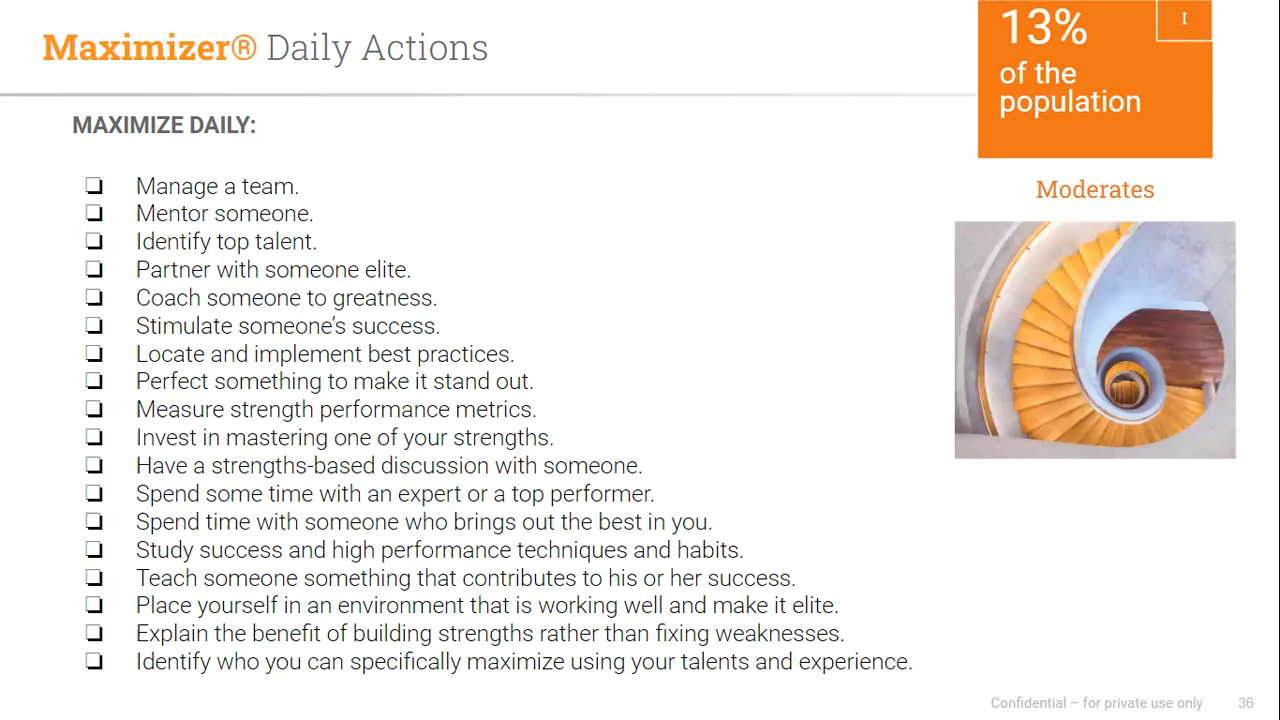 Maximizer® Daily Actions
13%
I
of the
population
MAXIMIZE DAILY:
Moderates
Manage a team.
Mentor someone.
Identify top talent.
Partner with someone elite.
Coach someone to greatness.
Stimulate someone’s success.
Locate and implement best practices.
Perfect something to make it stand out.
Measure strength performance metrics.
Invest in mastering one of your strengths.
Have a strengths-based discussion with someone.
Spend some time with an expert or a top performer.
Spend time with someone who brings out the best in you.
Study success and high performance techniques and habits.
Teach someone something that contributes to his or her success.
Place yourself in an environment that is working well and make it elite.
Explain the benefit of building strengths rather than fixing weaknesses.
Identify who you can specifically maximize using your talents and experience.
Confidential – for private use only
36